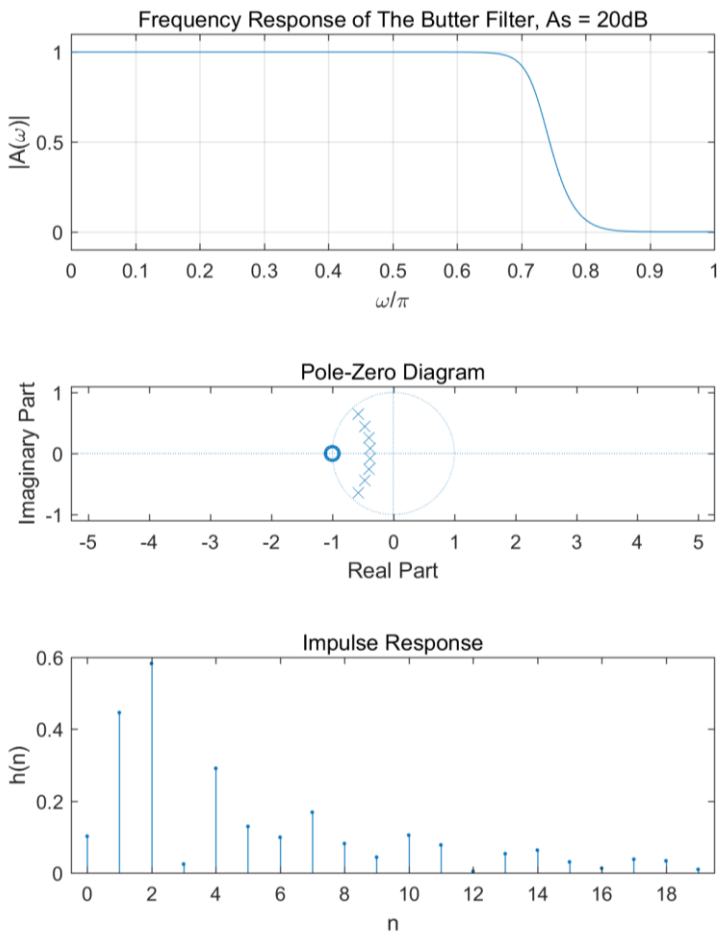 Frequency Response of The Butter Filter, As = 20dB
1
0.5
0
|A(ω)|
0 0.1 0.2 0.3 0.4 0.5 0.6 0.7 0.8 0.9 1
ω/π
Pole-Zero Diagram
1
0
-1
Imaginary Part
-5 -4 -3 -2 -1 0 1 2 3 4 5
Real Part
Impulse Response
0.6
0.4
0.2
0
h(n)
0 2 4 6 8 10 12 14 16 18
n